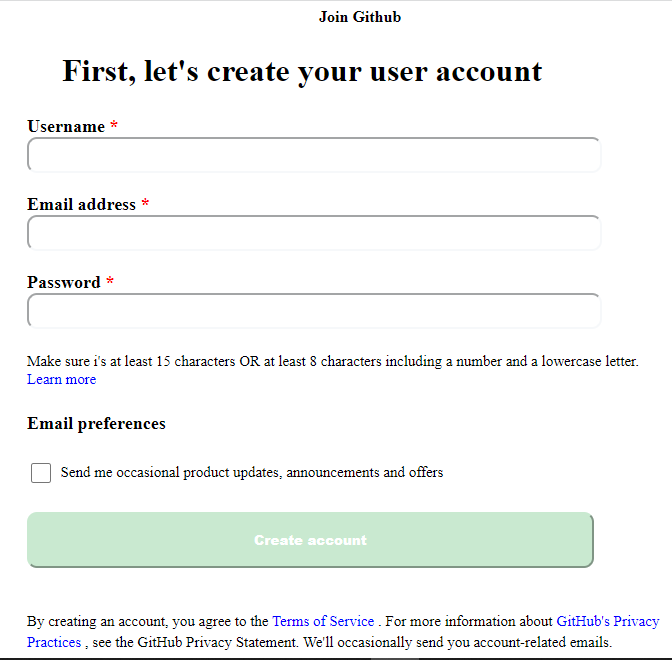 Join Github
First, let's create your user account
Username *
Email address *
Password *
Make sure i's at least 15 characters OR at least 8 characters including a number and a lowercase letter.
Learn more
Email preferences
Send me occasional product updates, announcements and offers
Create account
By creating an account, you agree to the Terms of Service . For more information about GitHub's Privacy
Practices , see the GitHub Privacy Statement. We'll occasionally send you account-related emails.